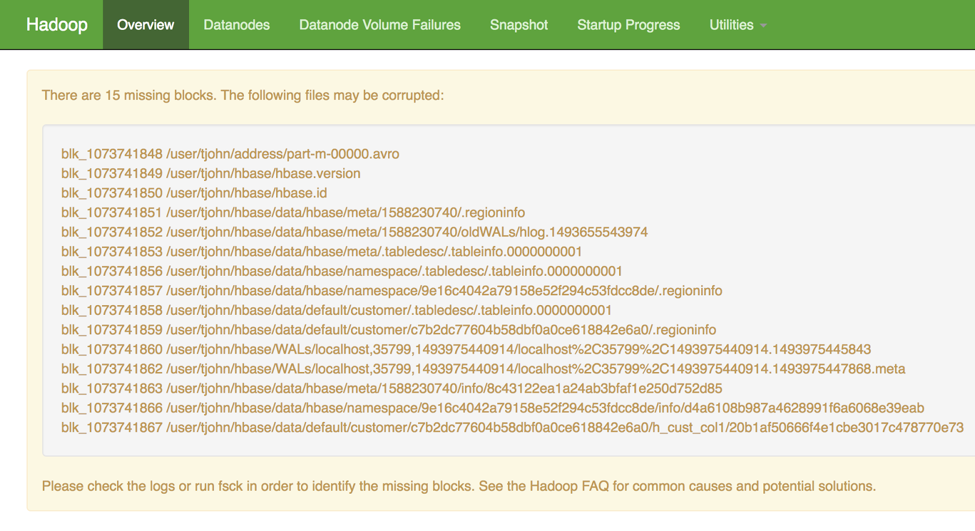 Hadoop Overview Datanodes Datanode Volume Failures Snapshot Startup Progress Utilities
There are 15 missing blocks. The following files may be corrupted:
blk_1073741848 /user/tjohn/address/part-m-00000.avro
blk_1073741849 /user/tjohn/hbase/hbase.version
blk_1073741850 /user/tjohn/hbase/hbase.id
blk_1073741851 /user/tjohn/hbase/data/hbase/meta/1588230740/.regioninfo
blk_1073741852 /user/tjohn/hbase/data/hbase/meta/1588230740/oldWALs/hlog.1493655543974
blk_1073741853 /user/tjohn/hbase/data/hbase/meta/.tabledesc/.tableinfo.0000000001
blk_1073741856 /user/tjohn/hbase/data/hbase/namespace/.tabledesc/.tableinfo.0000000001
blk_1073741857 /user/tjohn/hbase/data/hbase/namespace/9e16c4042a79158e52f294c53fdcc8de/.regioninfo
blk_1073741858 /user/tjohn/hbase/data/default/customer/.tabledesc/.tableinfo.0000000001
blk_1073741859 /user/tjohn/hbase/data/default/customer/c7b2dc77604b58dbf0a0ce618842e6a0/.regioninfo
blk_1073741860 /user/tjohn/hbase/WALs/localhost,35799,1493975440914/localhost%2C35799%2C1493975440914.1493975445843
blk_1073741862 /user/tjohn/hbase/WALs/localhost,35799,1493975440914/localhost%2C35799%2C1493975440914.1493975447868.meta
blk_1073741863 /user/tjohn/hbase/data/hbase/meta/1588230740/info/8c43122ea1a24ab3bfaf1e250d752d85
blk_1073741866 /user/tjohn/hbase/data/hbase/namespace/9e16c4042a79158e52f294c53fdcc8de/info/d4a6108b987a4628991f6a6068e39eab
blk_1073741867 /user/tjohn/hbase/data/default/customer/c7b2dc77604b58dbf0a0ce618842e6a0/h_cust_col1/20b1af50666f4e1cbe3017c478770e73
Please check the logs or run fsck in order to identify the missing blocks. See the Hadoop FAQ for common causes and potential solutions.